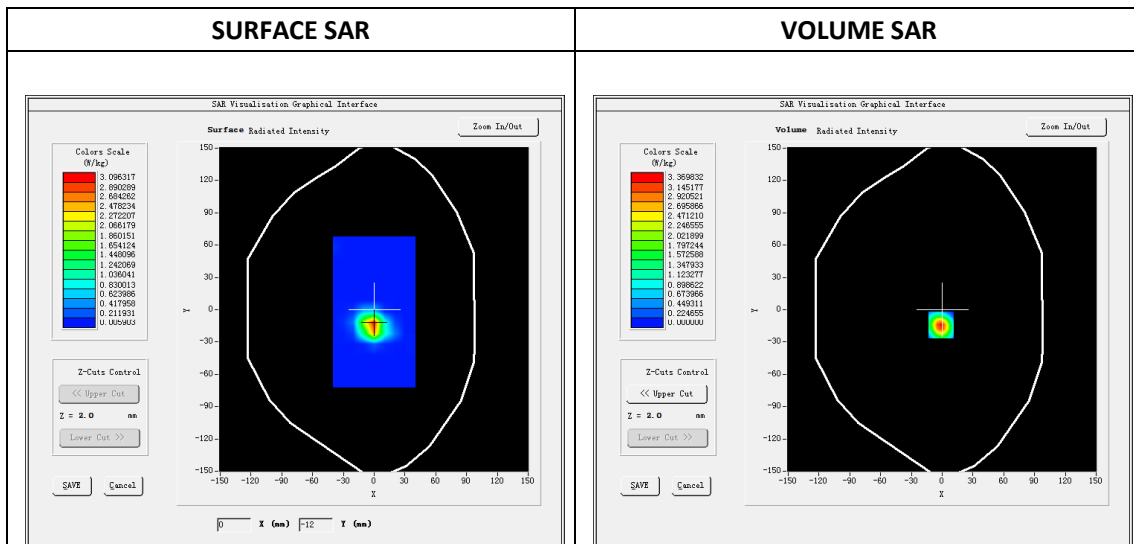 SURFACE SAR
VOLUME SAR
SAR Visualisation Graphical Interface
Surface Radiated Intensity
Zoom In/Out
Colors Scale
(W/kg)
3.096317
2.890289
2.684262
2.478234
2.272207
2.066179
1.860151
1.654124
1.448096
1.242069
1.036041
0.830013
0.623986
0.417958
0.211931
0.005903
150
120
90
60
30
0
-30
-60
-90
-120
-150
Y
-150 -120 -90 -60 -30 0 30 60 90 120 150
X
Z-Cuts Control
<< Upper Cut
Z = 2.0 mm
Lower Cut >>
SAVE Cancel
0 X (mm) -12 Y (mm)
SAR Visualisation Graphical Interface
Volume Radiated Intensity
Zoom In/Out
Colors Scale
(W/kg)
3.369832
3.145177
2.920521
2.695866
2.471210
2.246555
2.021899
1.797244
1.572588
1.347933
1.123277
0.898622
0.673966
0.449311
0.224655
0.000000
150
120
90
60
30
0
-30
-60
-90
-120
-150
Y
-150 -120 -90 -60 -30 0 30 60 90 120 150
X
Z-Cuts Control
<< Upper Cut
Z = 2.0 mm
Lower Cut >>
SAVE Cancel